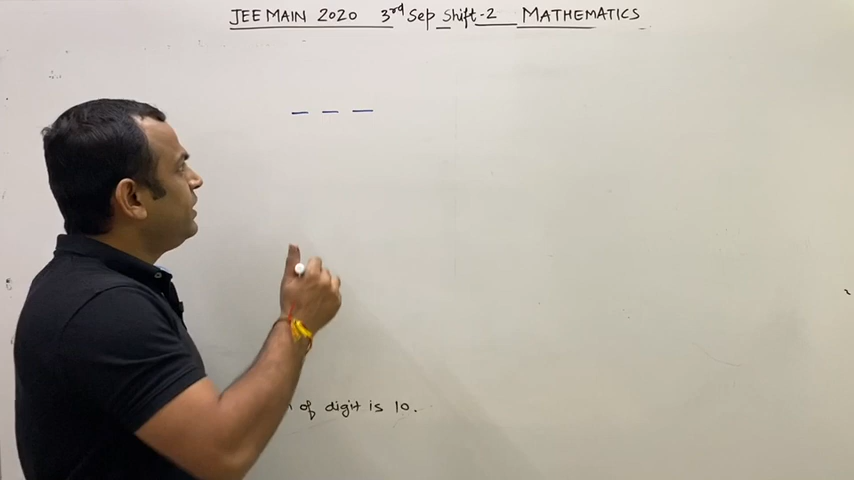 JEE MAIN 2020 3rd Sep Shift-2 MATHEMATICS
of digit is 10.